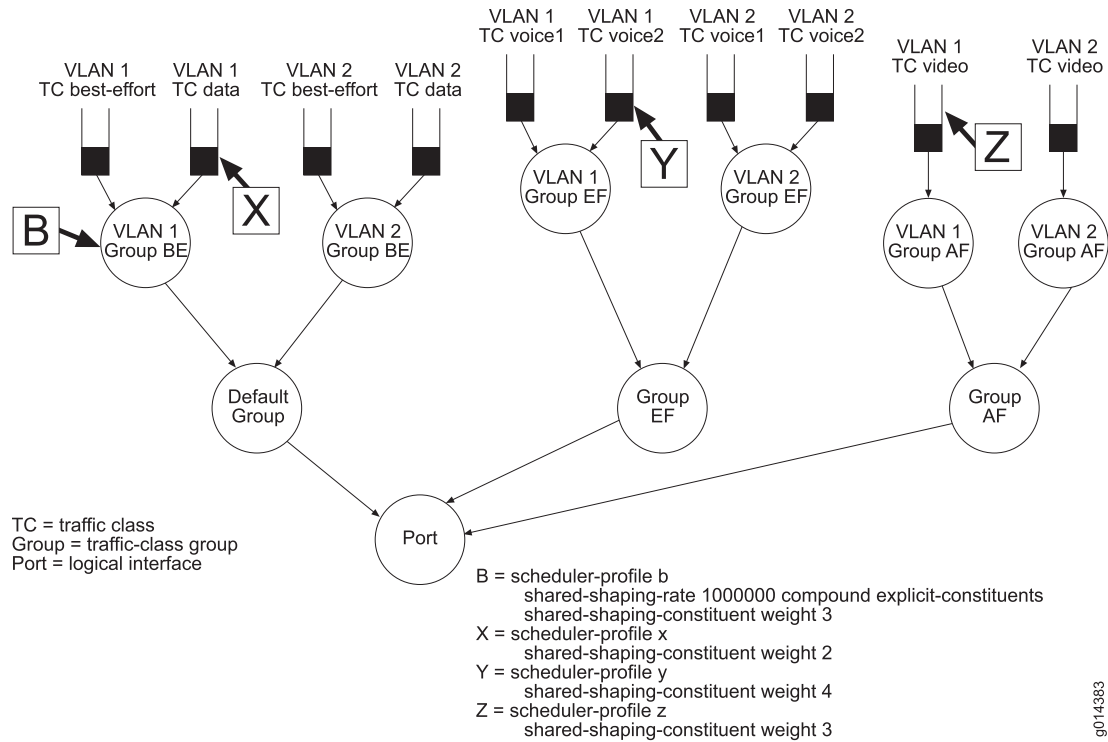 VLAN 1
TC voice1
VLAN 1
TC voice2
VLAN 2
TC voice1
VLAN 2
TC voice2
VLAN 1
TC video
VLAN 2
TC video
VLAN 1
TC best-effort
VLAN 1
TC data
VLAN 2
TC best-effort
VLAN 2
TC data
B
X
Y
Z
VLAN 1
Group BE
VLAN 2
Group BE
VLAN 1
Group EF
VLAN 2
Group EF
VLAN 1
Group AF
VLAN 2
Group AF
Default
Group
Group
EF
Group
AF
Port
TC = traffic class
Group = traffic-class group
Port = logical interface
B = scheduler-profile b
shared-shaping-rate 1000000 compound explicit-constituents
shared-shaping-constituent weight 3
X = scheduler-profile x
shared-shaping-constituent weight 2
Y = scheduler-profile y
shared-shaping-constituent weight 4
Z = scheduler-profile z
shared-shaping-constituent weight 3
g014383